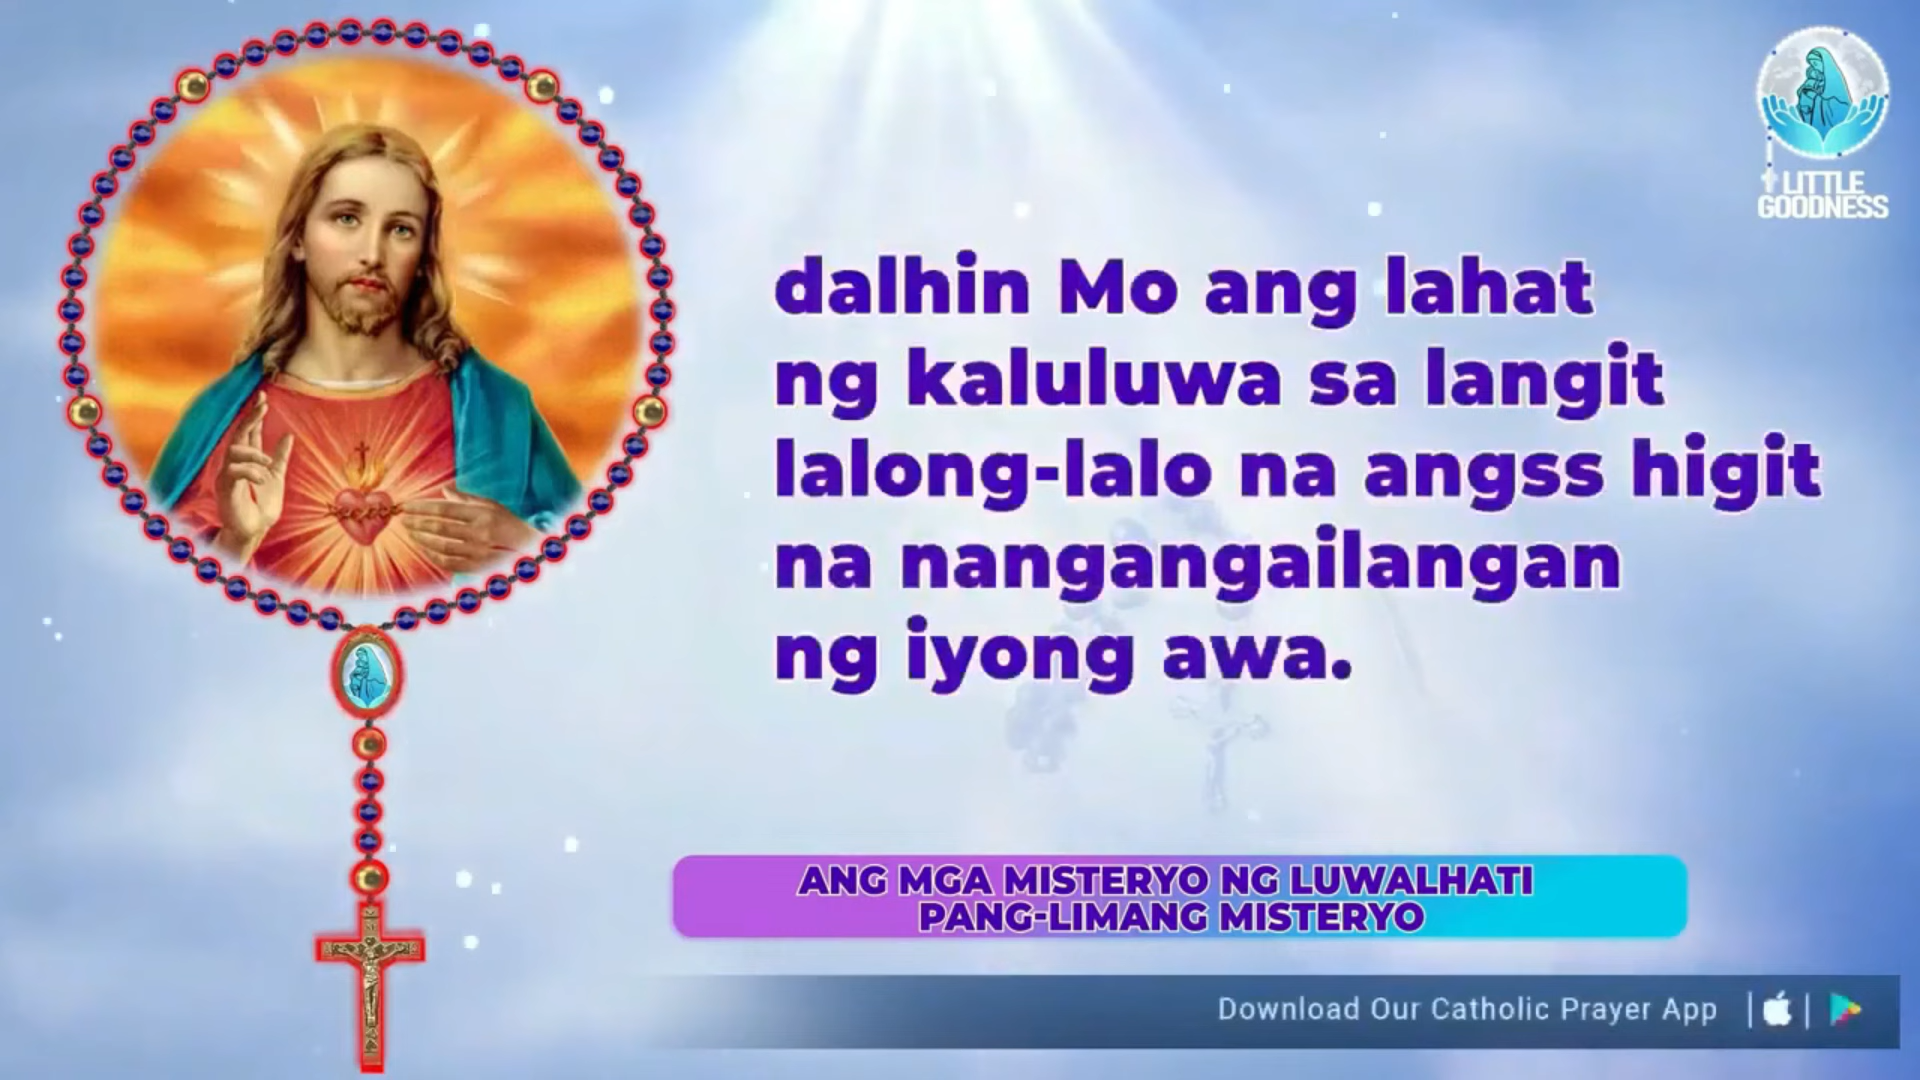 LITTLE
GOODNESS
dalhin Mo ang lahat
ng kaluluwa sa langit
lalong-lalo na angss higit
na nangangailangan
ng iyong awa.
ANG MGA MISTERYO NG LUWALHATI
PANG-LIMANG MISTERYO
Download Our Catholic Prayer App